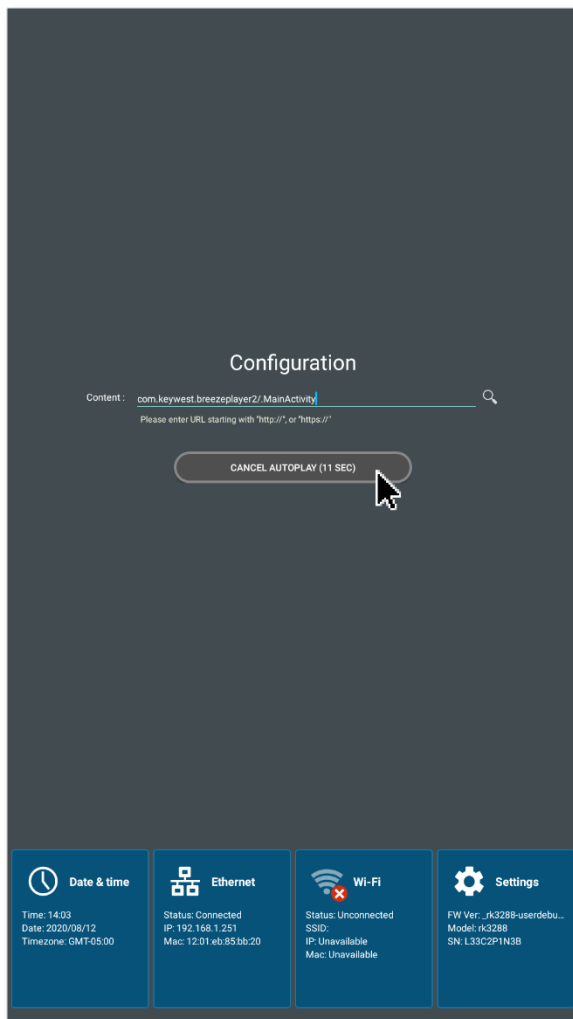 Configuration
Content : com.keywest.breezeplayer2/.MainActivity
Please enter URL starting with "http://", or "https://"
CANCEL AUTOPLAY (11 SEC)
Date & time
Time: 14:03
Date: 2020/08/12
Timezone: GMT-05:00
Ethernet
Status: Connected
IP: 192.168.1.251
Mac: 12:01:eb:85:bb:20
Wi-Fi
Status: Unconnected
SSID:
IP: Unavailable
Mac: Unavailable
Settings
FW Ver: _rk3288-userdebu...
Model: rk3288
SN: L33C2P1N3B